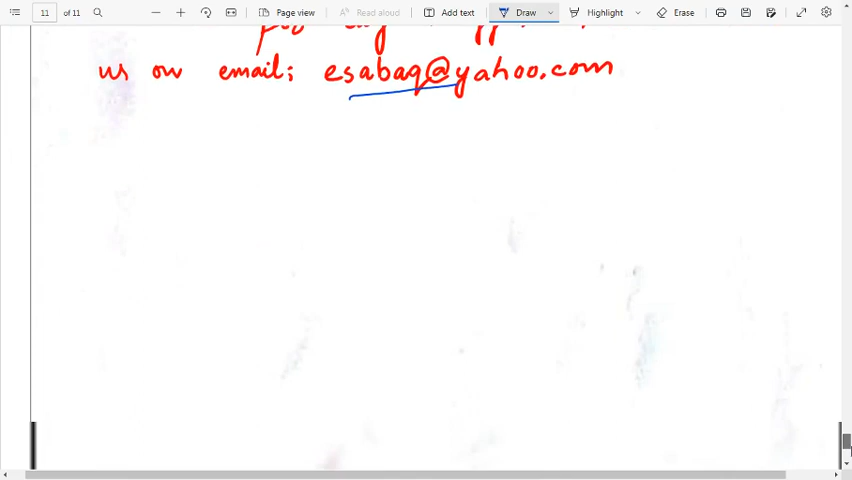 11 of 11 Page view Read aloud Add text Draw Highlight Erase
us on email: esabaq@yahoo.com